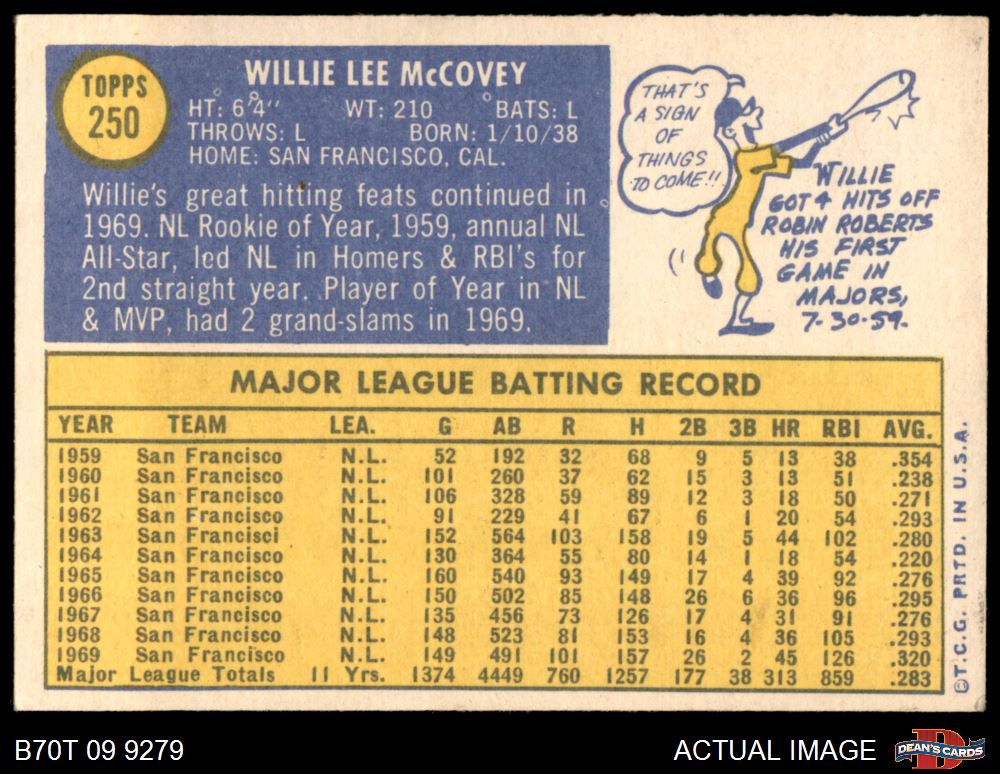 TOPPS
250
WILLIE LEE McCOVEY
HT: 6'4" WT: 210 BATS: L
THROWS: L BORN: 1/10/38
HOME: SAN FRANCISCO, CAL.
Willie's great hitting feats continued in
1969. NL Rookie of Year, 1959, annual NL
All-Star, led NL in Homers & RBI's for
2nd straight year. Player of Year in NL
& MVP, had 2 grand-slams in 1969.
THAT'S
A SIGN
OF
THINGS
TO COME!!
WILLIE
GOT 4 HITS OFF
ROBIN ROBERTS
HIS FIRST
GAME IN
MAJORS,
7-30-59.
MAJOR LEAGUE BATTING RECORD
YEAR TEAM LEA. G AB R H 2B 3B HR RBI AVG.
1959 San Francisco N.L. 52 192 32 68 9 5 13 38 .354
1960 San Francisco N.L. 101 260 37 62 15 3 13 51 .238
1961 San Francisco N.L. 106 328 59 89 12 3 18 50 .271
1962 San Francisco N.L. 91 229 41 67 6 1 20 54 .293
1963 San Francisci N.L. 152 564 103 158 19 5 44 102 .280
1964 San Francisco N.L. 130 364 55 80 14 1 18 54 .220
1965 San Francisco N.L. 160 540 93 149 17 4 39 92 .276
1966 San Francisco N.L. 150 502 85 148 26 6 36 96 .295
1967 San Francisco N.L. 135 456 73 126 17 4 31 91 .276
1968 San Francisco N.L. 148 523 81 153 16 4 36 105 .293
1969 San Francisco N.L. 149 491 101 157 26 2 45 126 .320
Major League Totals 11 Yrs. 1374 4449 760 1257 177 38 313 859 .283
©T.C.G. PRTD. IN U.S.A.
B70T 09 9279
ACTUAL IMAGE
D
DEAN'S CARDS